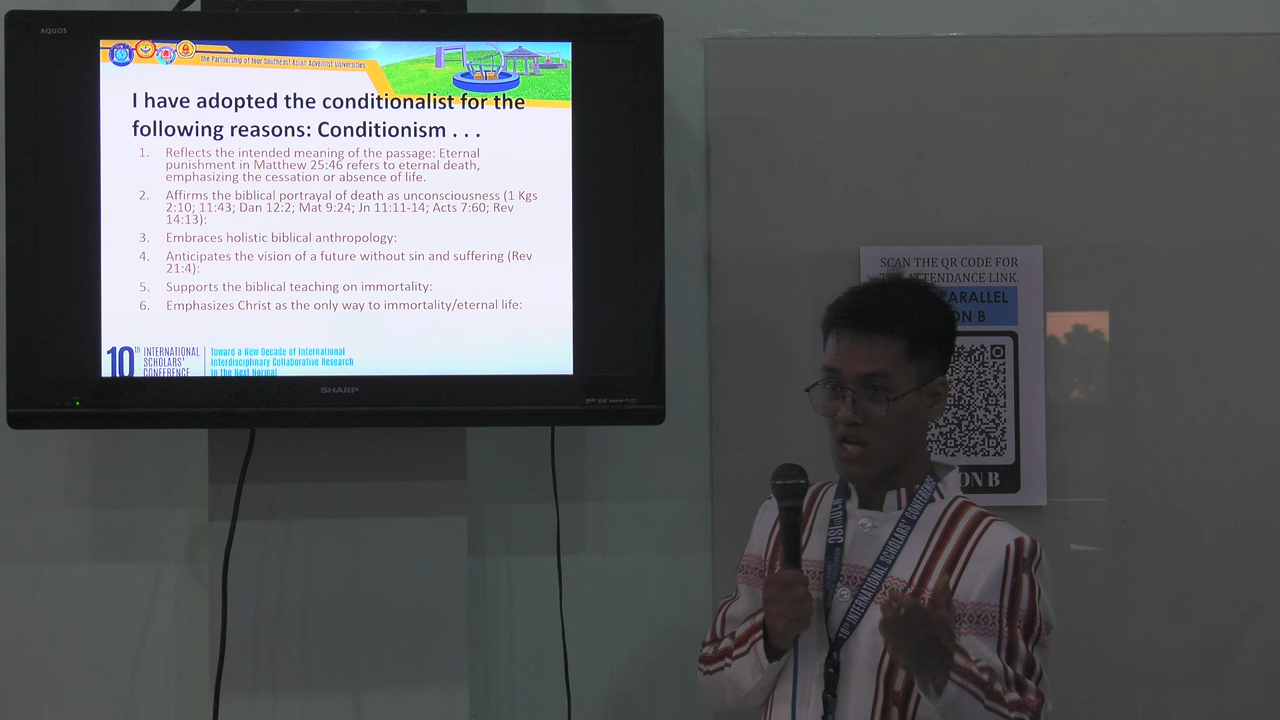 AQUOS
The Partnership of four Southeast Asian Adventist Universities
I have adopted the conditionalist for the
following reasons: Conditionism . . .
1. Reflects the intended meaning of the passage: Eternal
punishment in Matthew 25:46 refers to eternal death,
emphasizing the cessation or absence of life.
2. Affirms the biblical portrayal of death as unconsciousness (1 Kgs
2:10; 11:43; Dan 12:2; Mat 9:24; Jn 11:11-14; Acts 7:60; Rev
14:13):
3. Embraces holistic biblical anthropology:
4. Anticipates the vision of a future without sin and suffering (Rev
21:4):
5. Supports the biblical teaching on immortality:
6. Emphasizes Christ as the only way to immortality/eternal life:
10th INTERNATIONAL
SCHOLARS'
CONFERENCE
Toward a New Decade of International
Interdisciplinary Collaborative Research
in the Next Normal
SHARP
SCAN THE QR CODE FOR
ATTENDANCE LINK.
PARALLEL
ON B
ON B
10TH INTERNATIONAL SCHOLARS' CONFERENCE